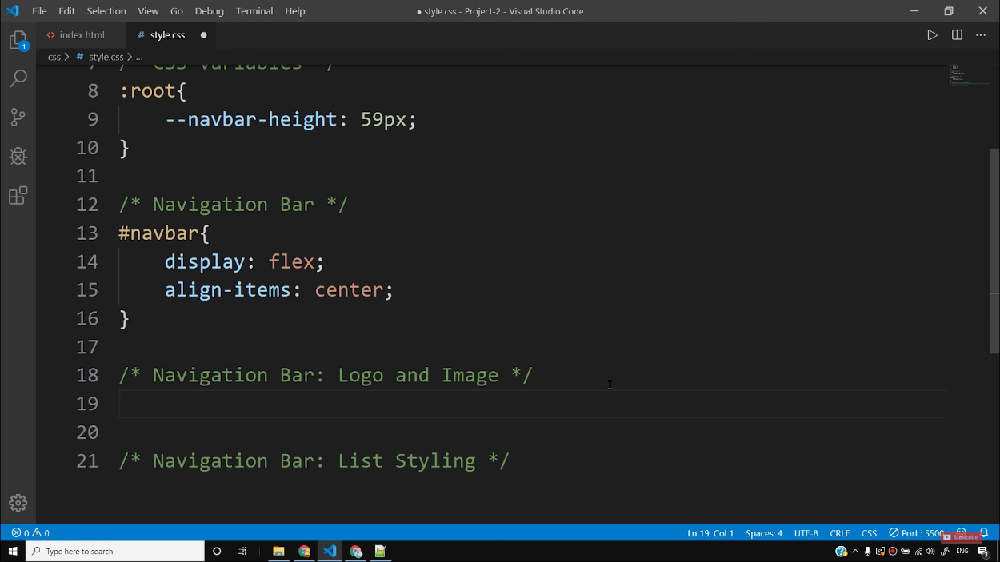 File Edit Selection View Go Debug Terminal Help
● style.css - Project-2 - Visual Studio Code
index.html
# style.css
css > # style.css > ...
7 /* CSS Variables */
8 :root{
9 --navbar-height: 59px;
10 }
11
12 /* Navigation Bar */
13 #navbar{
14 display: flex;
15 align-items: center;
16 }
17
18 /* Navigation Bar: Logo and Image */
19
20
21 /* Navigation Bar: List Styling */
1
0 0
Ln 19, Col 1 Spaces: 4 UTF-8 CRLF CSS Port : 5500
Subscribe
Type here to search
ENG
3